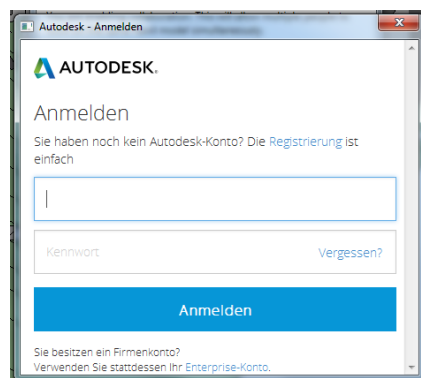 Autodesk - Anmelden
AUTODESK.
Anmelden
Sie haben noch kein Autodesk-Konto? Die Registrierung ist
einfach
Kennwort
Vergessen?
Anmelden
Sie besitzen ein Firmenkonto?
Verwenden Sie stattdessen Ihr Enterprise-Konto.